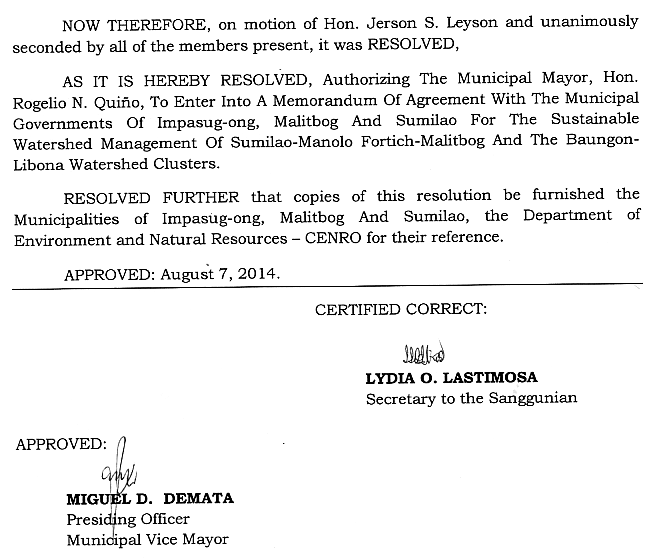 NOW THEREFORE, on motion of Hon. Jerson S. Leyson and unanimously
seconded by all of the members present, it was RESOLVED,
AS IT IS HEREBY RESOLVED, Authorizing The Municipal Mayor, Hon.
Rogelio N. Quiño, To Enter Into A Memorandum Of Agreement With The Municipal
Governments Of Impasug-ong, Malitbog And Sumilao For The Sustainable
Watershed Management Of Sumilao-Manolo Fortich-Malitbog And The Baungon-
Libona Watershed Clusters.
RESOLVED FURTHER that copies of this resolution be furnished the
Municipalities of Impasug-ong, Malitbog And Sumilao, the Department of
Environment and Natural Resources – CENRO for their reference.
APPROVED: August 7, 2014.
CERTIFIED CORRECT:
LYDIA O. LASTIMOSA
Secretary to the Sanggunian
APPROVED:
MIGUEL D. DEMATA
Presiding Officer
Municipal Vice Mayor